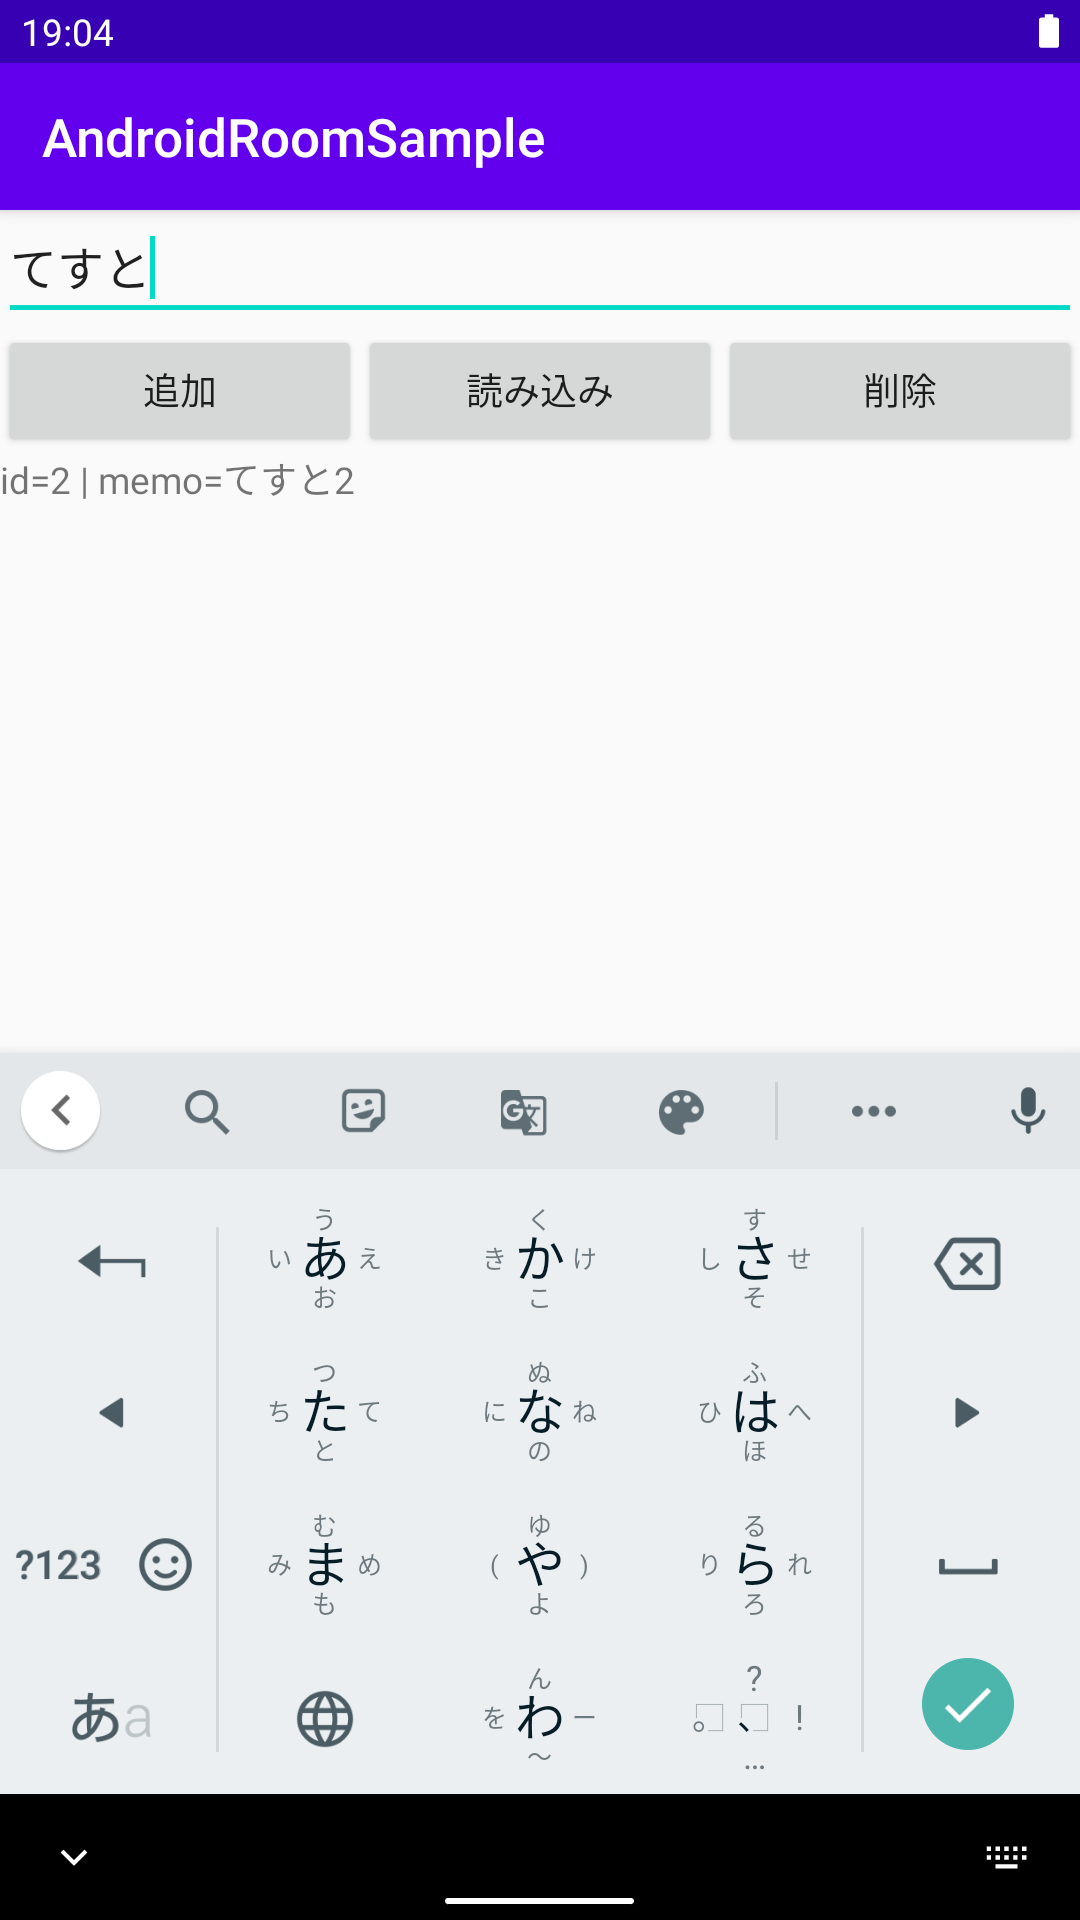 19:04
AndroidRoomSample
てすと
追加 読み込み 削除
id=2 | memo=てすと2
う く す
い あ え き か け し さ せ
お こ そ
つ ぬ ふ
ち た て に な ね ひ は へ
と の ほ
む ゆ る
?123 み ま め ( や ) り ら れ
も よ ろ
ん ?
あa を わ ー 。 、 !
〜 …